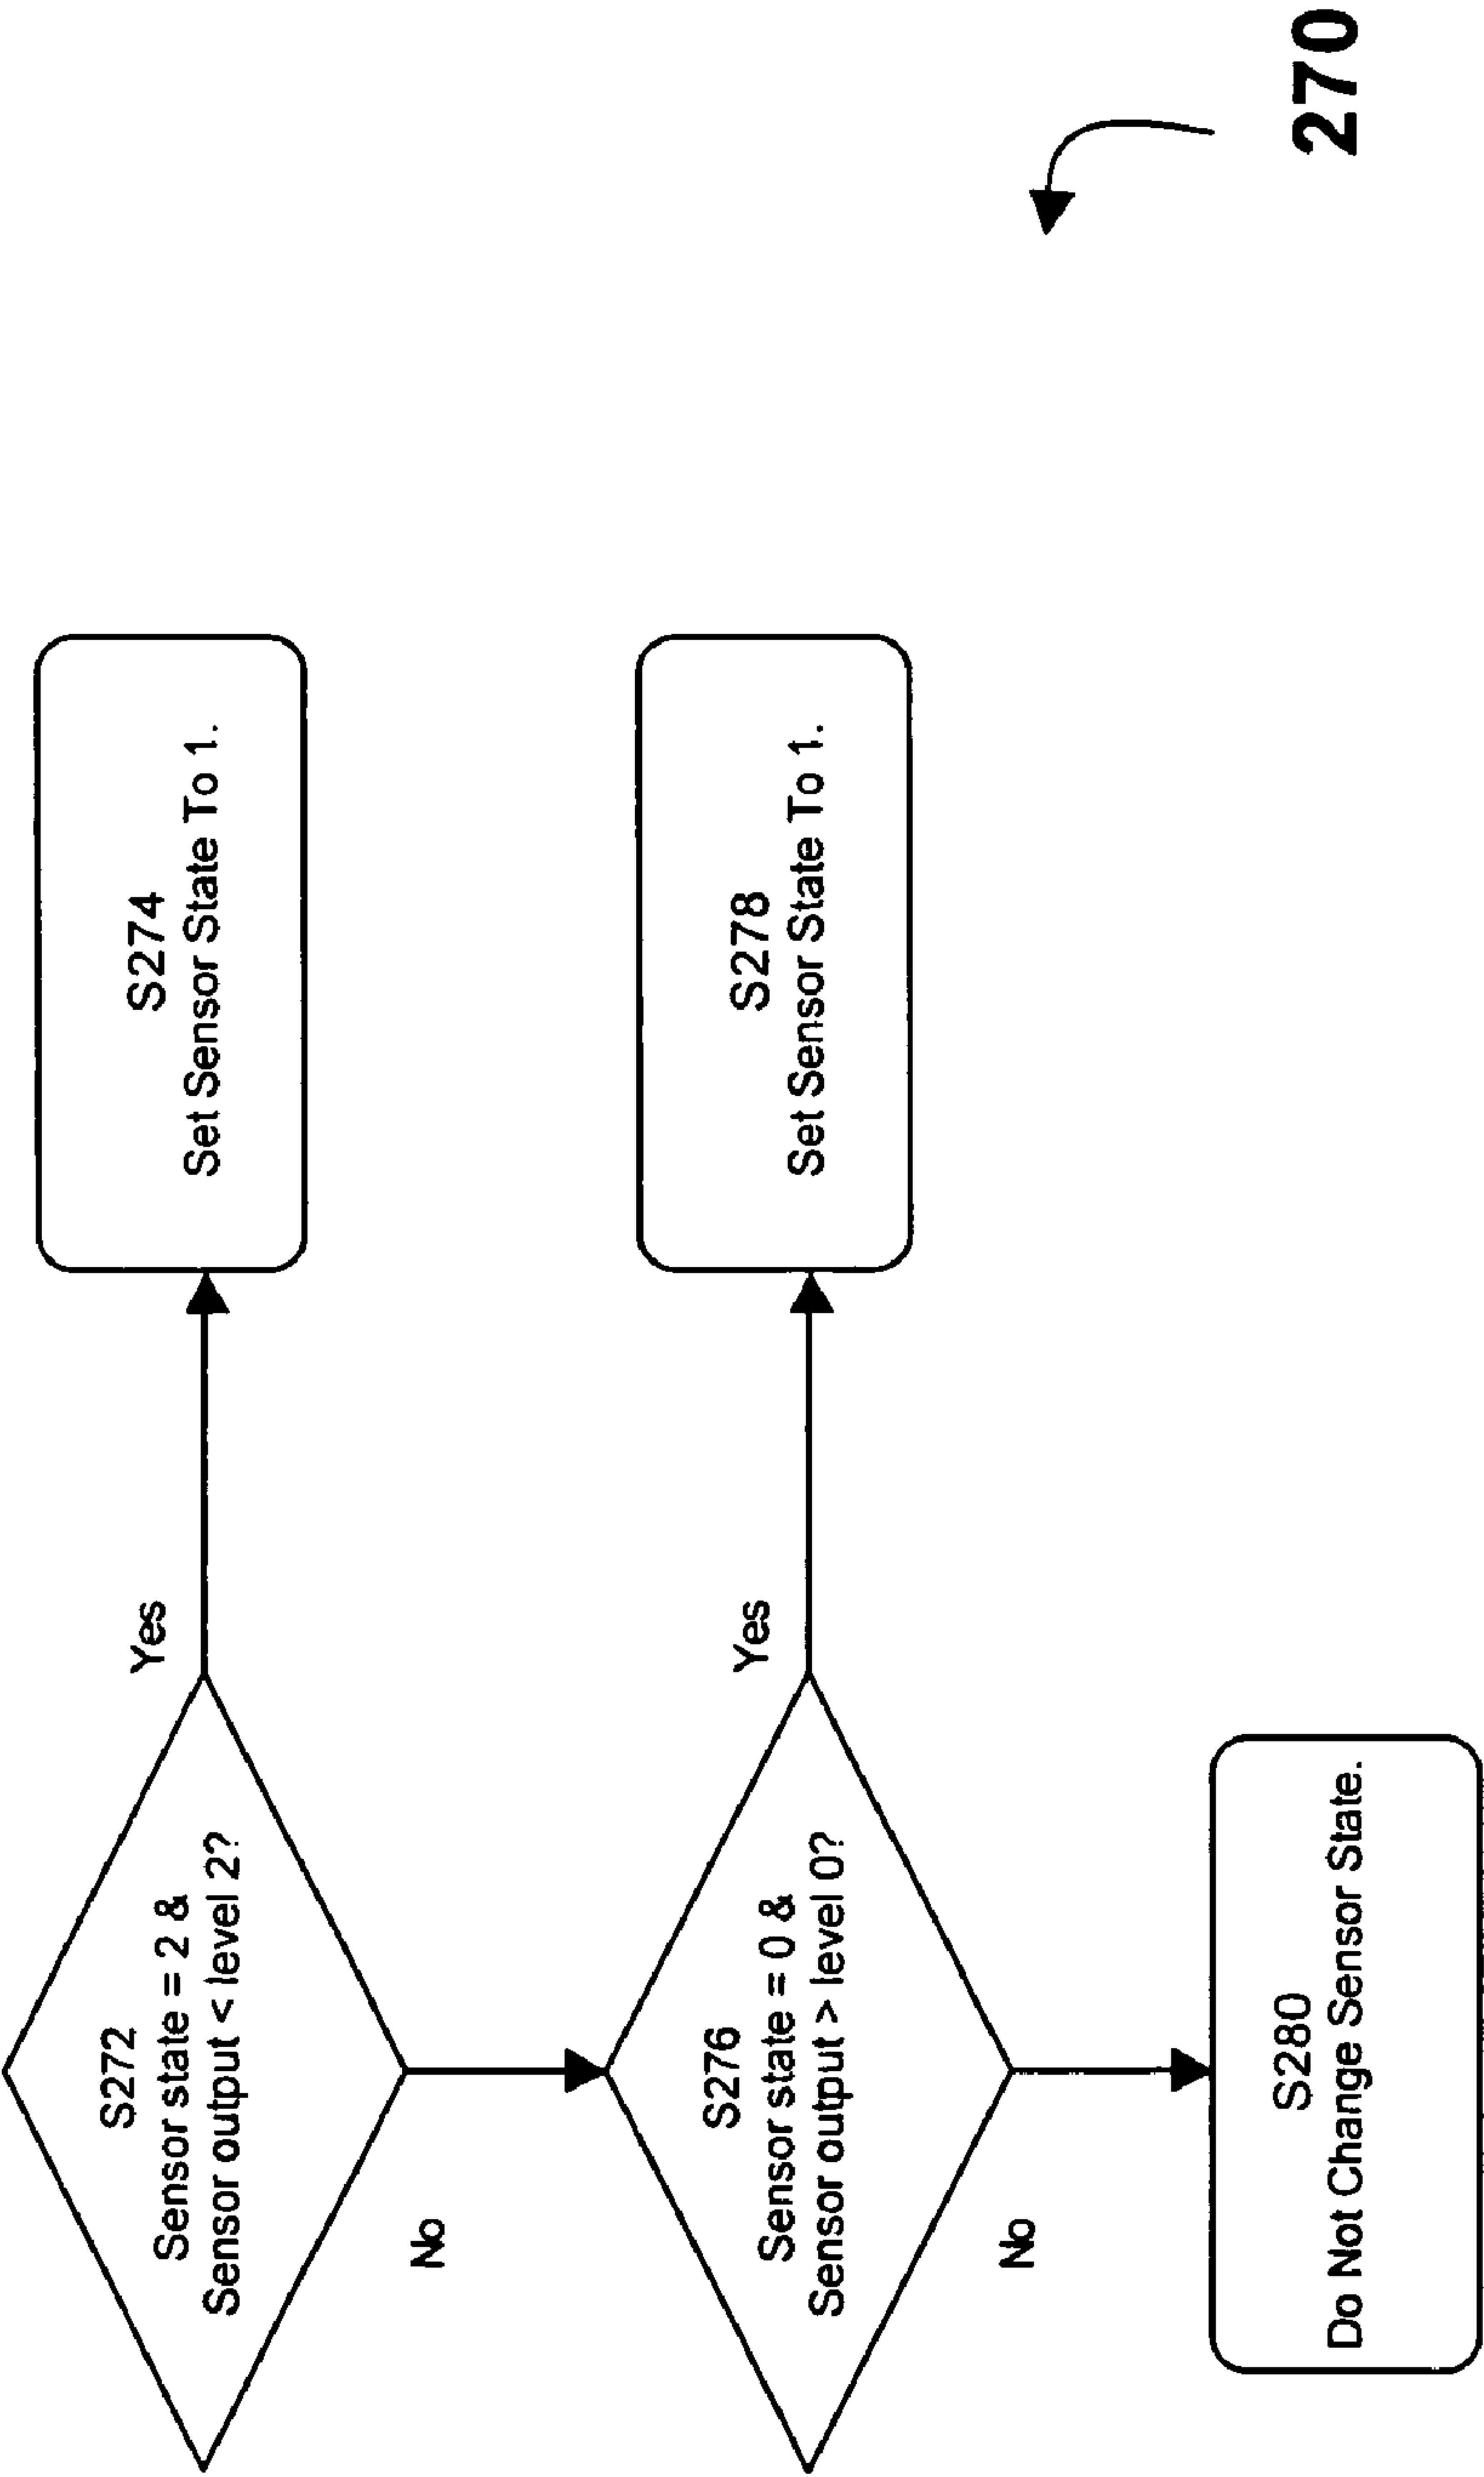 S272
Sensor state = 2 &
Sensor output < level 2?
Yes
S274
Set Sensor State To 1.
No
S276
Sensor state = 0 &
Sensor output > level 0?
Yes
S278
Set Sensor State To 1.
No
S280
Do Not Change Sensor State.
270